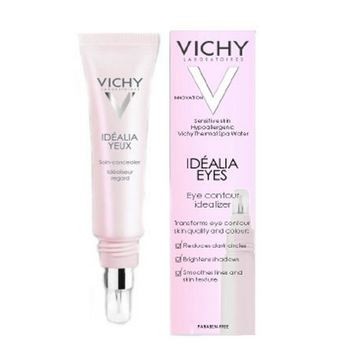 VICHY
LABORATOIRES
IDÉALIA
YEUX
Soin-concealer
Idéaliseur
regard
VICHY
LABORATOIRES
INNOVATION
Sensitive skin
Hypoallergenic
Vichy Thermal Spa Water
IDÉALIA
EYES
Eye contour
idealizer
Transforms eye contour
skin quality and colour:
Reduces dark circles
Brightens shadows
Smoothes lines and
skin texture
PARABEN-FREE